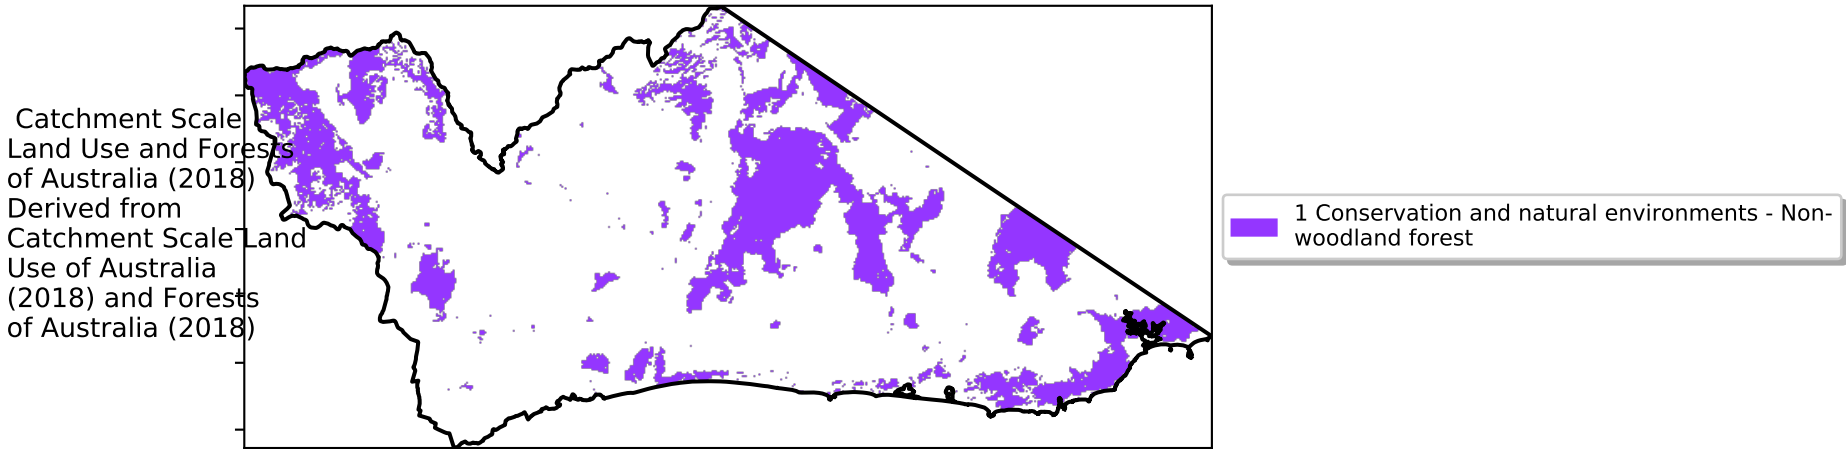 Catchment Scale
Land Use and Forests
of Australia (2018)
Derived from
Catchment Scale Land
Use of Australia
(2018) and Forests
of Australia (2018)
1 Conservation and natural environments - Non-
woodland forest